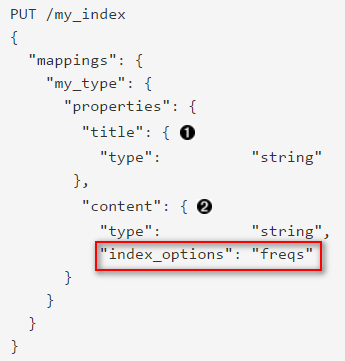 PUT /my_index
{
  "mappings": {
    "my_type": {
      "properties": {
        "title": { ❶
          "type":          "string"
       },
        "content": { ❷
          "type":          "string",
          "index_options": "freqs"
      }
    }
  }
}